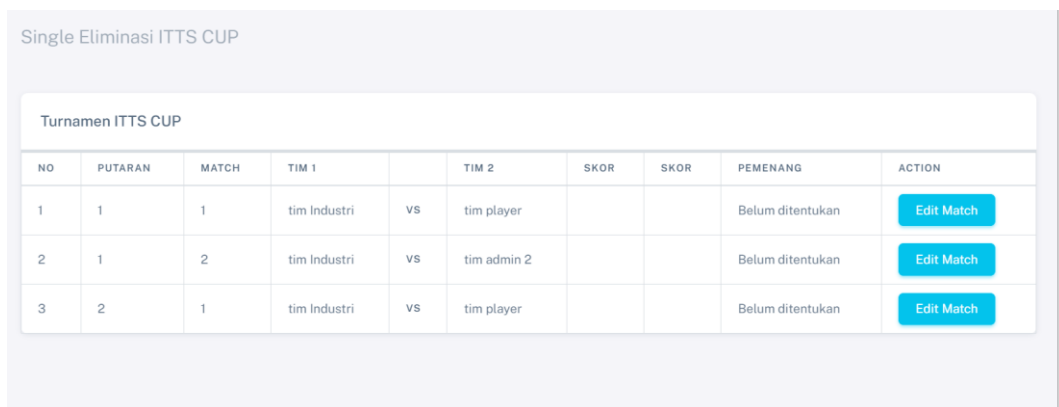 Single Eliminasi ITTS CUP
Turnamen ITTS CUP
NO PUTARAN MATCH TIM 1 TIM 2 SKOR SKOR PEMENANG ACTION
1 1 1 tim Industri VS tim player Belum ditentukan Edit Match
2 1 2 tim Industri VS tim admin 2 Belum ditentukan Edit Match
3 2 1 tim Industri VS tim player Belum ditentukan Edit Match